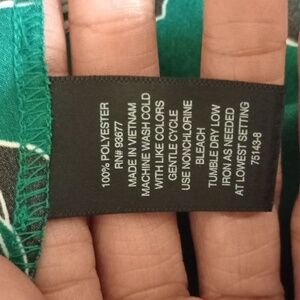 100% POLYESTER
RN# 93677
MADE IN VIETNAM
MACHINE WASH COLD
WITH LIKE COLORS
GENTLE CYCLE
USE NONCHLORINE
BLEACH
TUMBLE DRY LOW
IRON AS NEEDED
AT LOWEST SETTING
75143-8